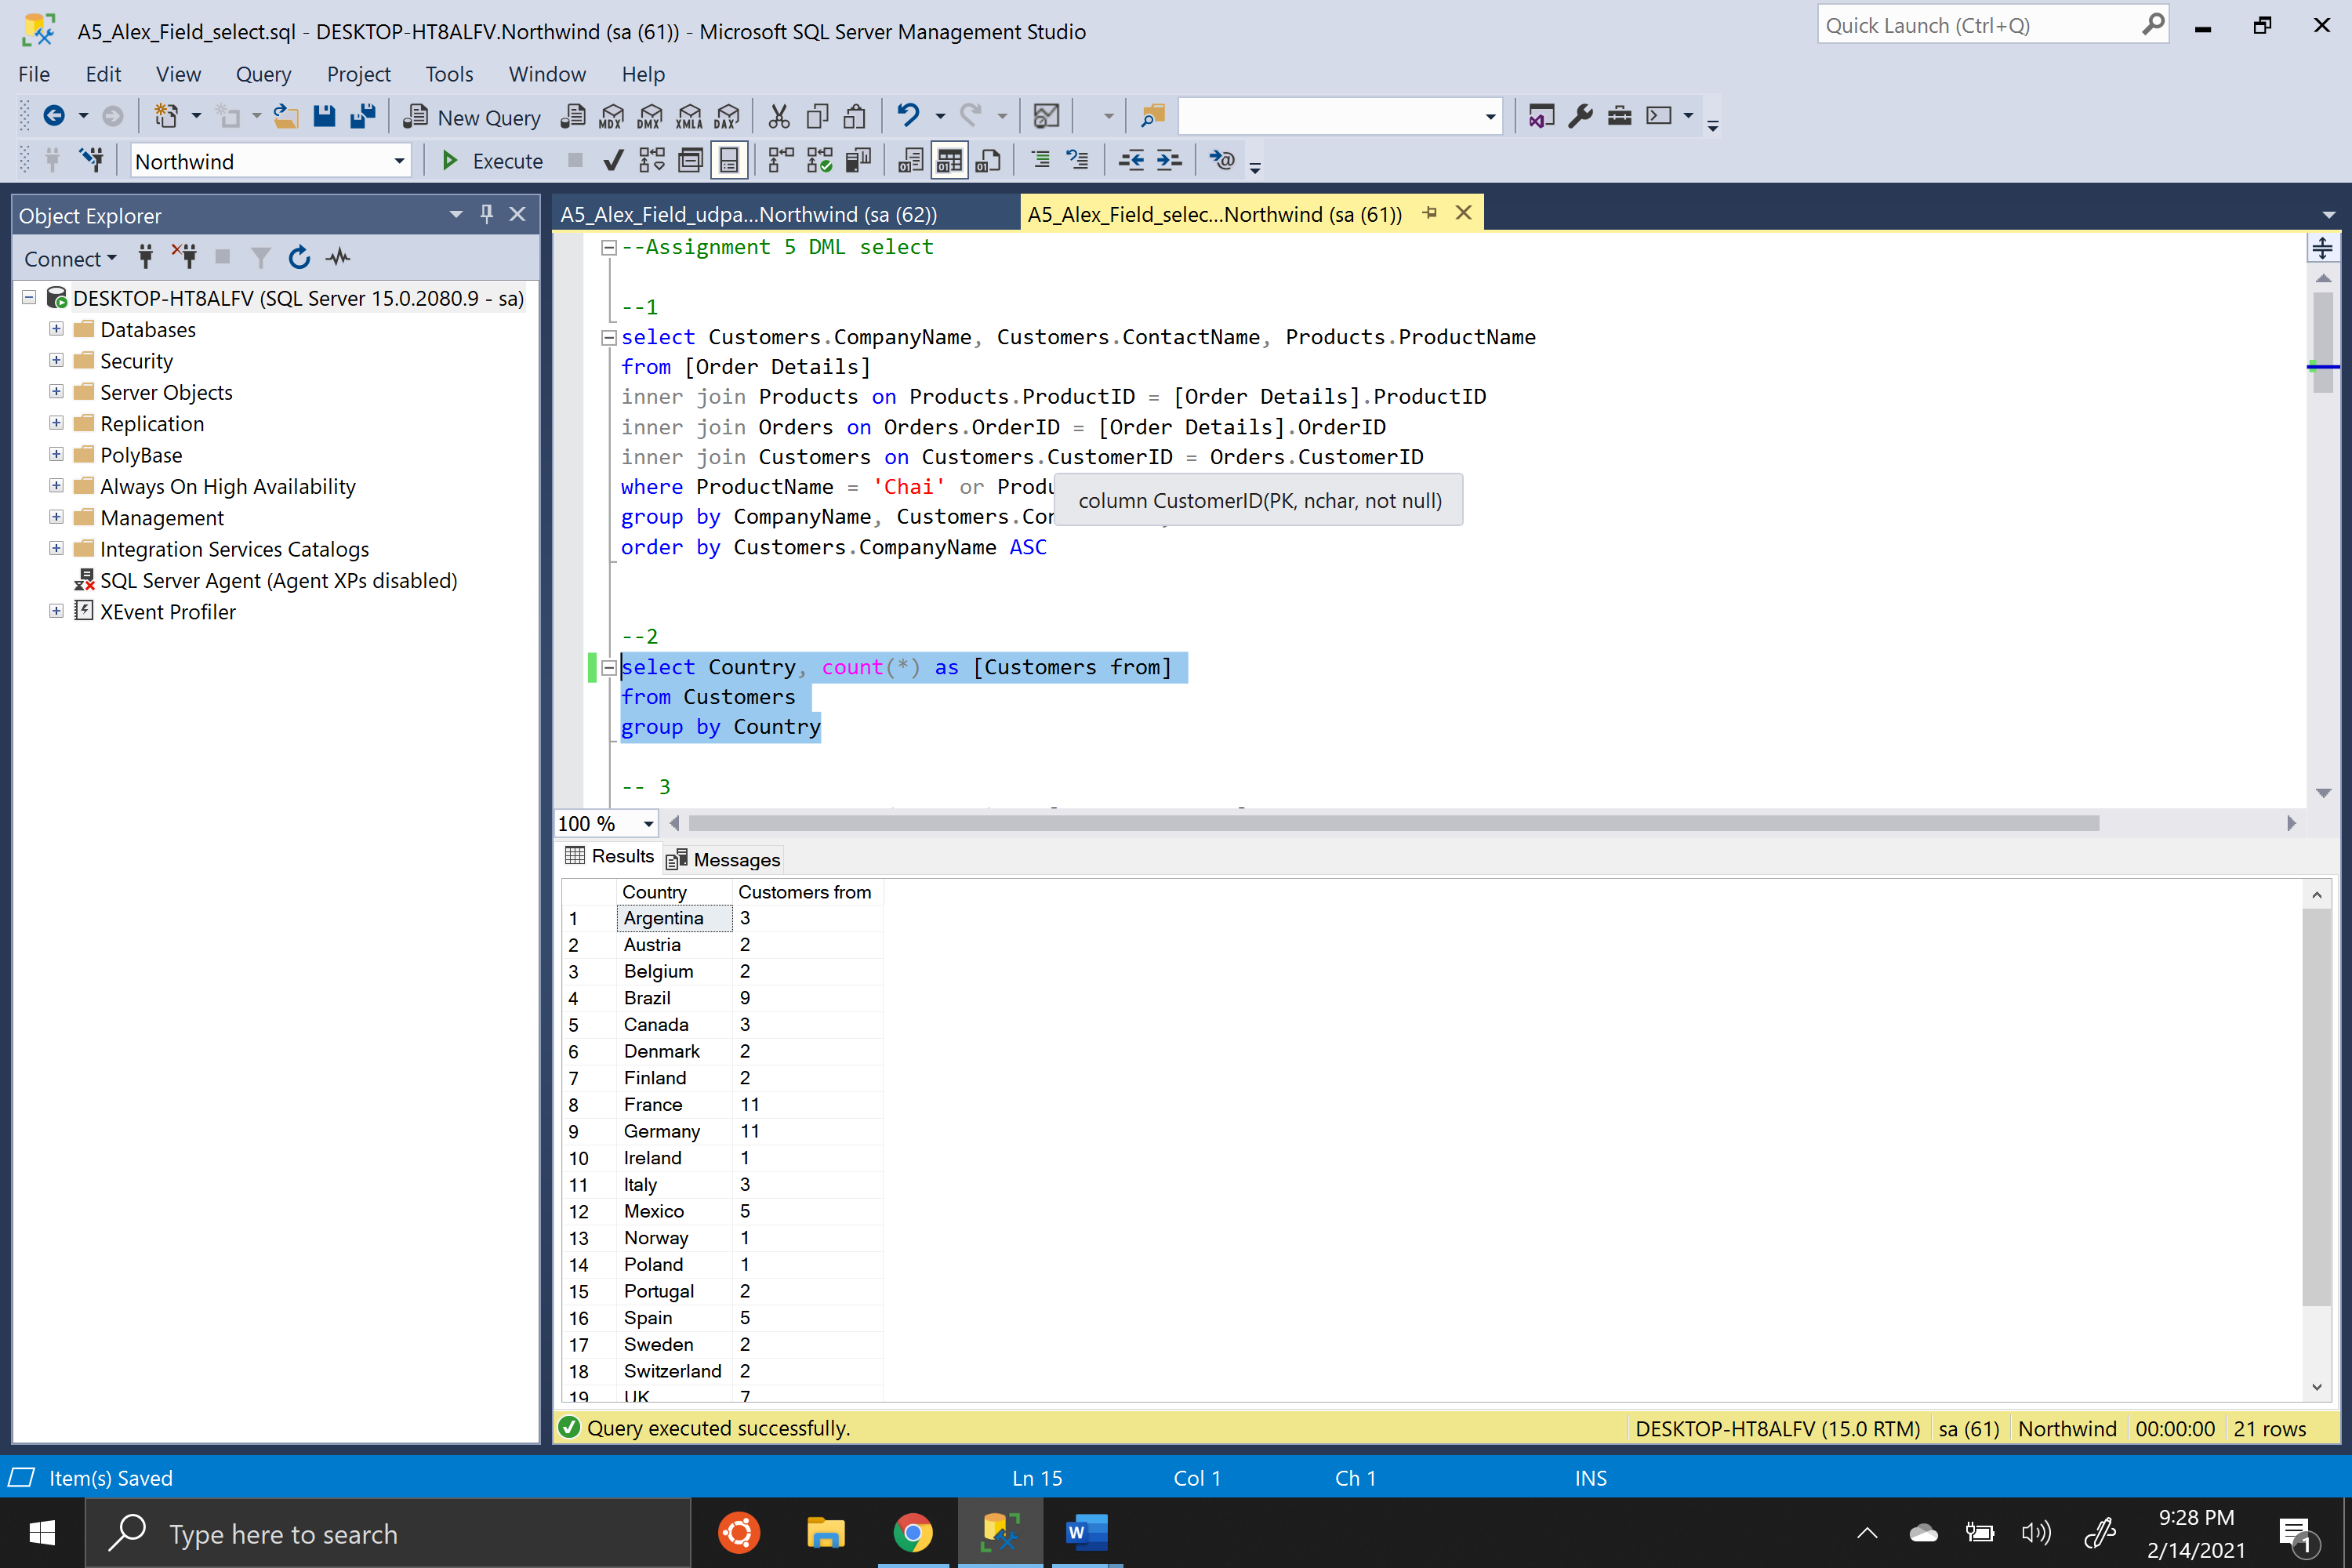 A5_Alex_Field_select.sql - DESKTOP-HT8ALFV.Northwind (sa (61)) - Microsoft SQL Server Management Studio
Quick Launch (Ctrl+Q)
File Edit View Query Project Tools Window Help
New Query MDX DMX XMLA DAX
Northwind Execute
Object Explorer
Connect
DESKTOP-HT8ALFV (SQL Server 15.0.2080.9 - sa)
Databases
Security
Server Objects
Replication
PolyBase
Always On High Availability
Management
Integration Services Catalogs
SQL Server Agent (Agent XPs disabled)
XEvent Profiler
A5_Alex_Field_udpa...Northwind (sa (62))
A5_Alex_Field_selec...Northwind (sa (61))
--Assignment 5 DML select
--1
select Customers.CompanyName, Customers.ContactName, Products.ProductName
from [Order Details]
inner join Products on Products.ProductID = [Order Details].ProductID
inner join Orders on Orders.OrderID = [Order Details].OrderID
inner join Customers on Customers.CustomerID = Orders.CustomerID
where ProductName = 'Chai' or Produ
column CustomerID(PK, nchar, not null)
group by CompanyName, Customers.Con
order by Customers.CompanyName ASC
--2
select Country, count(*) as [Customers from]
from Customers
group by Country
-- 3
100 %
Results Messages
Country Customers from
1 Argentina 3
2 Austria 2
3 Belgium 2
4 Brazil 9
5 Canada 3
6 Denmark 2
7 Finland 2
8 France 11
9 Germany 11
10 Ireland 1
11 Italy 3
12 Mexico 5
13 Norway 1
14 Poland 1
15 Portugal 2
16 Spain 5
17 Sweden 2
18 Switzerland 2
19 UK 7
Query executed successfully.
DESKTOP-HT8ALFV (15.0 RTM) sa (61) Northwind 00:00:00 21 rows
Item(s) Saved Ln 15 Col 1 Ch 1 INS
Type here to search
9:28 PM
2/14/2021
1